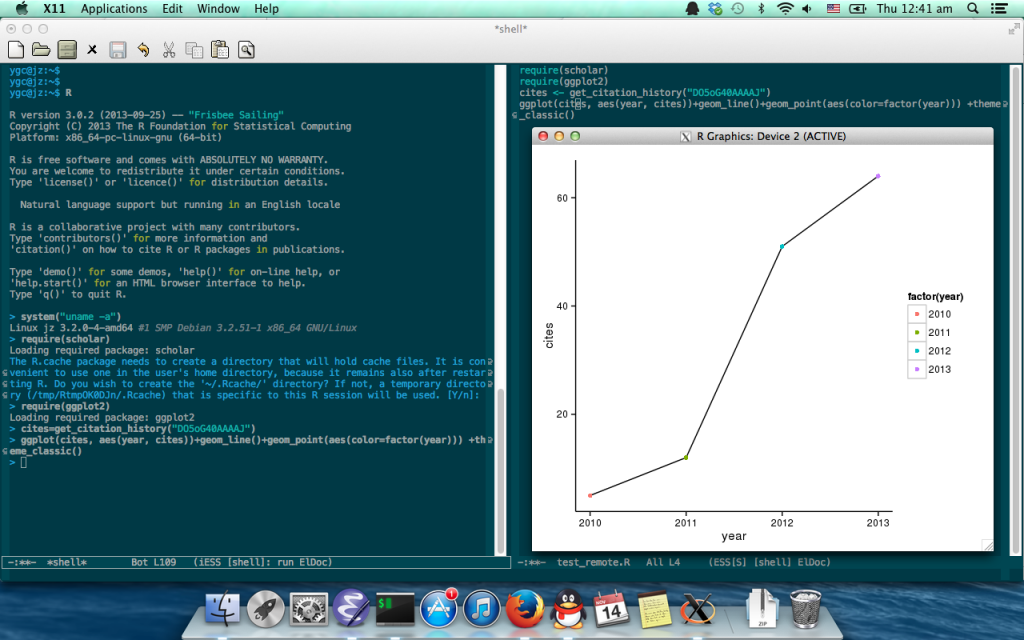 X11 Applications Edit Window Help
Thu 12:41 am
*shell*
ygc@jz:~$
ygc@jz:~$
ygc@jz:~$ R
R version 3.0.2 (2013-09-25) -- "Frisbee Sailing"
Copyright (C) 2013 The R Foundation for Statistical Computing
Platform: x86_64-pc-linux-gnu (64-bit)
R is free software and comes with ABSOLUTELY NO WARRANTY.
You are welcome to redistribute it under certain conditions.
Type 'license()' or 'licence()' for distribution details.
Natural language support but running in an English locale
R is a collaborative project with many contributors.
Type 'contributors()' for more information and
'citation()' on how to cite R or R packages in publications.
Type 'demo()' for some demos, 'help()' for on-line help, or
'help.start()' for an HTML browser interface to help.
Type 'q()' to quit R.
> system("uname -a")
Linux jz 3.2.0-4-amd64 #1 SMP Debian 3.2.51-1 x86_64 GNU/Linux
> require(scholar)
Loading required package: scholar
The R.cache package needs to create a directory that will hold cache files. It is con
venient to use one in the user's home directory, because it remains also after restar
ting R. Do you wish to create the '~/.Rcache/' directory? If not, a temporary directo
ry (/tmp/RtmpOK0DJn/.Rcache) that is specific to this R session will be used. [Y/n]:
> require(ggplot2)
Loading required package: ggplot2
> cites=get_citation_history("DO5oG40AAAAJ")
> ggplot(cites, aes(year, cites))+geom_line()+geom_point(aes(color=factor(year))) +th
eme_classic()
>
-:**- *shell* Bot L109 (iESS [shell]: run ElDoc)
require(scholar)
require(ggplot2)
cites <- get_citation_history("DO5oG40AAAAJ")
ggplot(cites, aes(year, cites))+geom_line()+geom_point(aes(color=factor(year))) +theme
_classic()
R Graphics: Device 2 (ACTIVE)
60
40
20
cites
2010 2011 2012 2013
year
factor(year)
2010
2011
2012
2013
-:**- test_remote.R All L4 (ESS[S] [shell] ElDoc)
1
$
NOV
14
ZIP